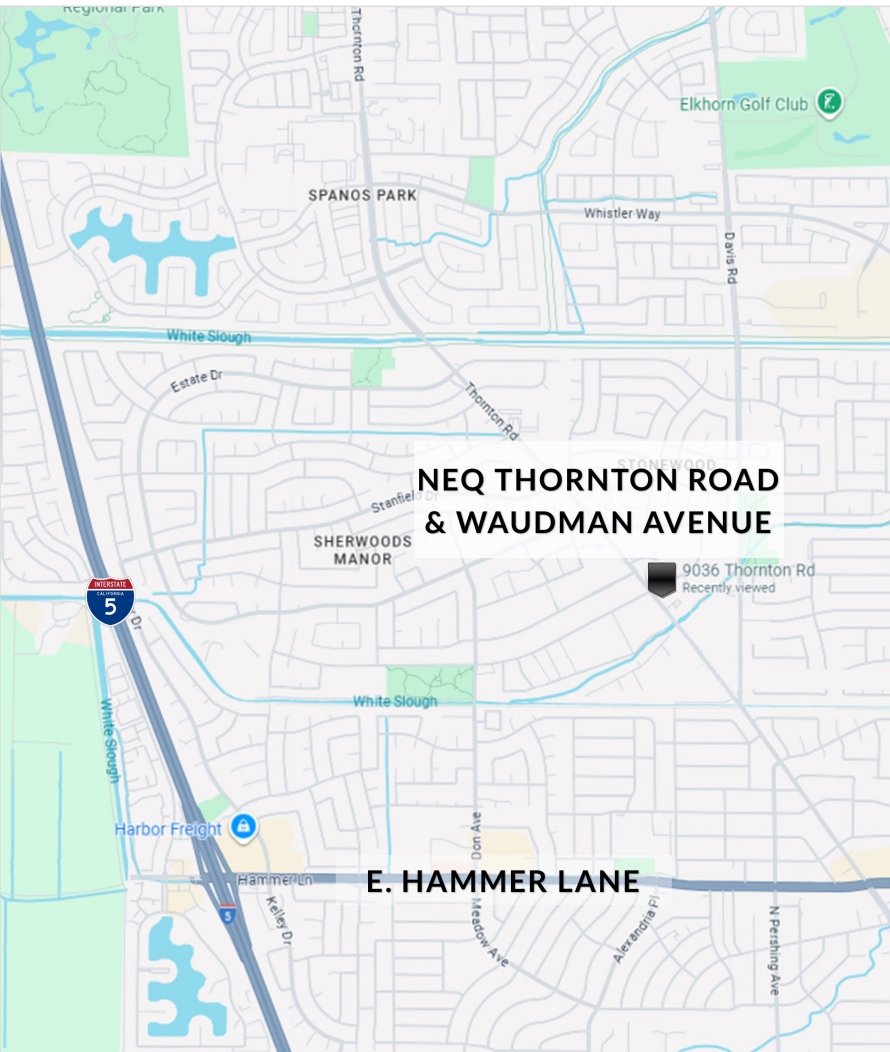 Regional Park
Thornton Rd
Elkhorn Golf Club
SPANOS PARK
Whistler Way
Davis Rd
White Slough
Estate Dr
Thornton Rd
STONEWOOD
NEQ THORNTON ROAD
& WAUDMAN AVENUE
Stanfield Dr
SHERWOODS
MANOR
9036 Thornton Rd
Recently viewed
INTERSTATE
CALIFORNIA
5
Dr
White Slough
White Slough
Harbor Freight
Don Ave
Hammer Ln
E. HAMMER LANE
5
Kelley Dr
Meadow Ave
Alexandria Pl
N Pershing Ave